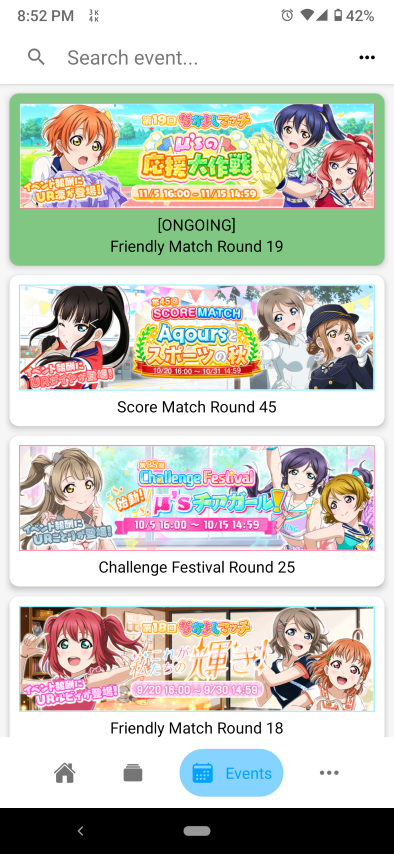 8:52 PM
3 K
4 K
42%
Search event...
第19回 なかよしマッチ
μ'sの
応援大作戦
イベント報酬に
UR凛が登場!
11/5 16:00 - 11/15 14:59
[ONGOING]
Friendly Match Round 19
第45回
SCORE MATCH
Aqoursと
スポーツの秋
イベント報酬に
URダイヤが登場!
10/20 16:00 ~ 10/31 14:59
Score Match Round 45
第25回
Challenge Festival
始動!
μ'sチアガール!
イベント報酬に
URことりが登場!
10/5 16:00 ~ 10/15 14:59
Challenge Festival Round 25
第18回 なかよしマッチ
これが
私たちの
輝き!
イベント報酬に
URルビィが登場!
9/20 16:00 ~ 9/30 14:59
Friendly Match Round 18
Events